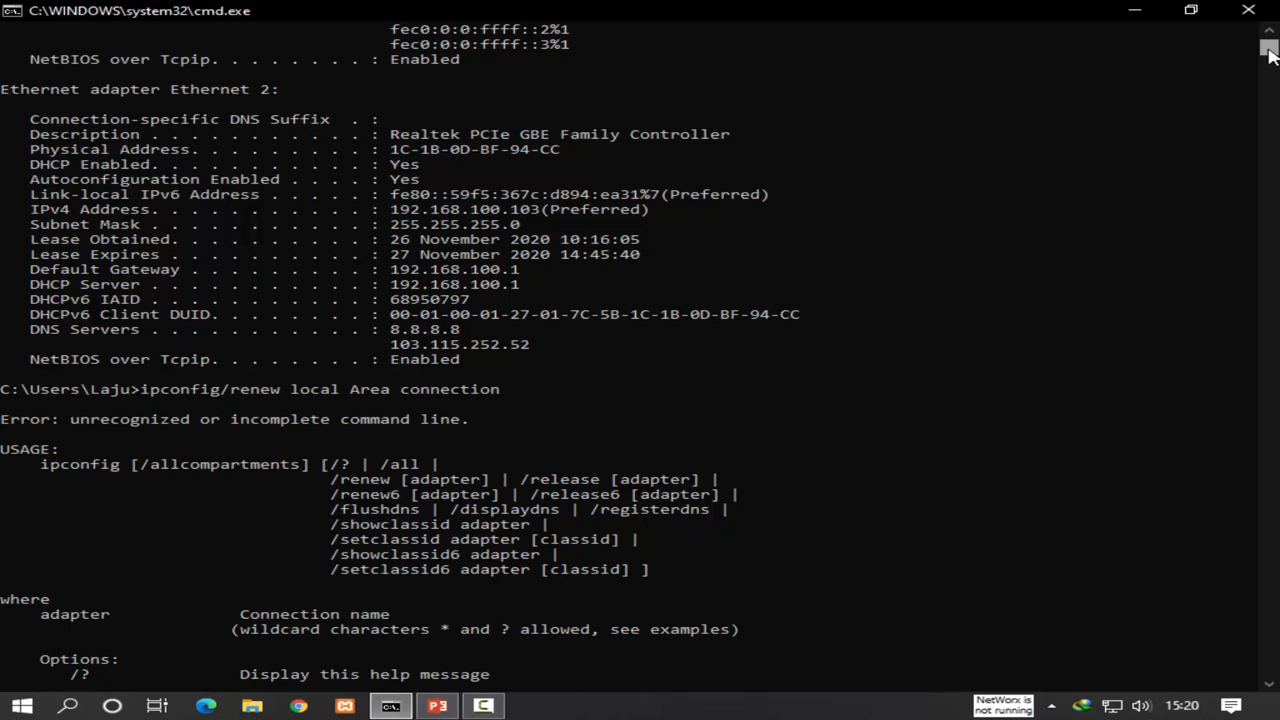 C:\WINDOWS\system32\cmd.exe
fec0:0:0:ffff::2%1
fec0:0:0:ffff::3%1
NetBIOS over Tcpip. . . . . . . . : Enabled
Ethernet adapter Ethernet 2:
Connection-specific DNS Suffix  . :
Description . . . . . . . . . . . : Realtek PCIe GBE Family Controller
Physical Address. . . . . . . . . : 1C-1B-0D-BF-94-CC
DHCP Enabled. . . . . . . . . . . : Yes
Autoconfiguration Enabled . . . . : Yes
Link-local IPv6 Address . . . . . : fe80::59f5:367c:d894:ea31%7(Preferred)
IPv4 Address. . . . . . . . . . . : 192.168.100.103(Preferred)
Subnet Mask . . . . . . . . . . . : 255.255.255.0
Lease Obtained. . . . . . . . . . : 26 November 2020 10:16:05
Lease Expires . . . . . . . . . . : 27 November 2020 14:45:40
Default Gateway . . . . . . . . . : 192.168.100.1
DHCP Server . . . . . . . . . . . : 192.168.100.1
DHCPv6 IAID . . . . . . . . . . . : 68950797
DHCPv6 Client DUID. . . . . . . . : 00-01-00-01-27-01-7C-5B-1C-1B-0D-BF-94-CC
DNS Servers . . . . . . . . . . . : 8.8.8.8
103.115.252.52
NetBIOS over Tcpip. . . . . . . . : Enabled
C:\Users\Laju>ipconfig/renew local Area connection
Error: unrecognized or incomplete command line.
USAGE:
ipconfig [/allcompartments] [/? | /all |
/renew [adapter] | /release [adapter] |
/renew6 [adapter] | /release6 [adapter] |
/flushdns | /displaydns | /registerdns |
/showclassid adapter |
/setclassid adapter [classid] |
/showclassid6 adapter |
/setclassid6 adapter [classid] ]
where
adapter Connection name
(wildcard characters * and ? allowed, see examples)
Options:
/? Display this help message
NetWorx is
not running
15:20